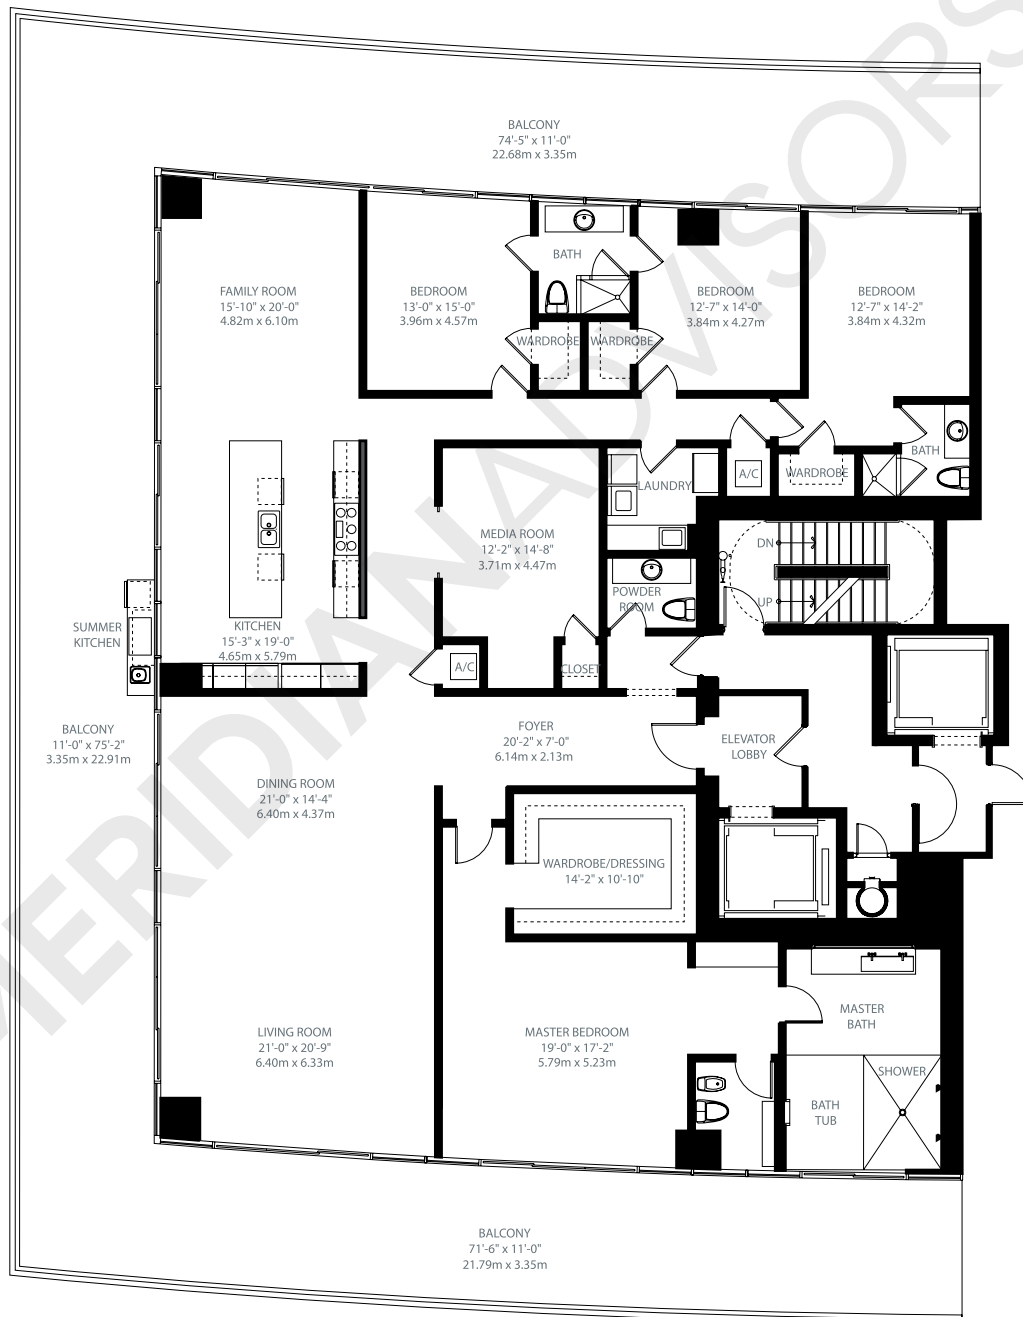 BALCONY
74'-5" x 11'-0"
22.68m x 3.35m
FAMILY ROOM
15'-10" x 20'-0"
4.82m x 6.10m
BEDROOM
13'-0" x 15'-0"
3.96m x 4.57m
BATH
BEDROOM
12'-7" x 14'-0"
3.84m x 4.27m
BEDROOM
12'-7" x 14'-2"
3.84m x 4.32m
WARDROBE
WARDROBE
BATH
WARDROBE
A/C
LAUNDRY
MEDIA ROOM
12'-2" x 14'-8"
3.71m x 4.47m
DN
UP
POWDER
ROOM
SUMMER
KITCHEN
KITCHEN
15'-3" x 19'-0"
4.65m x 5.79m
A/C
CLOSET
BALCONY
11'-0" x 75'-2"
3.35m x 22.91m
FOYER
20'-2" x 7'-0"
6.14m x 2.13m
ELEVATOR
LOBBY
DINING ROOM
21'-0" x 14'-4"
6.40m x 4.37m
WARDROBE/DRESSING
14'-2" x 10'-10"
LIVING ROOM
21'-0" x 20'-9"
6.40m x 6.33m
MASTER BEDROOM
19'-0" x 17'-2"
5.79m x 5.23m
MASTER
BATH
SHOWER
BATH
TUB
BALCONY
71'-6" x 11'-0"
21.79m x 3.35m
MERIDIANADVISORS